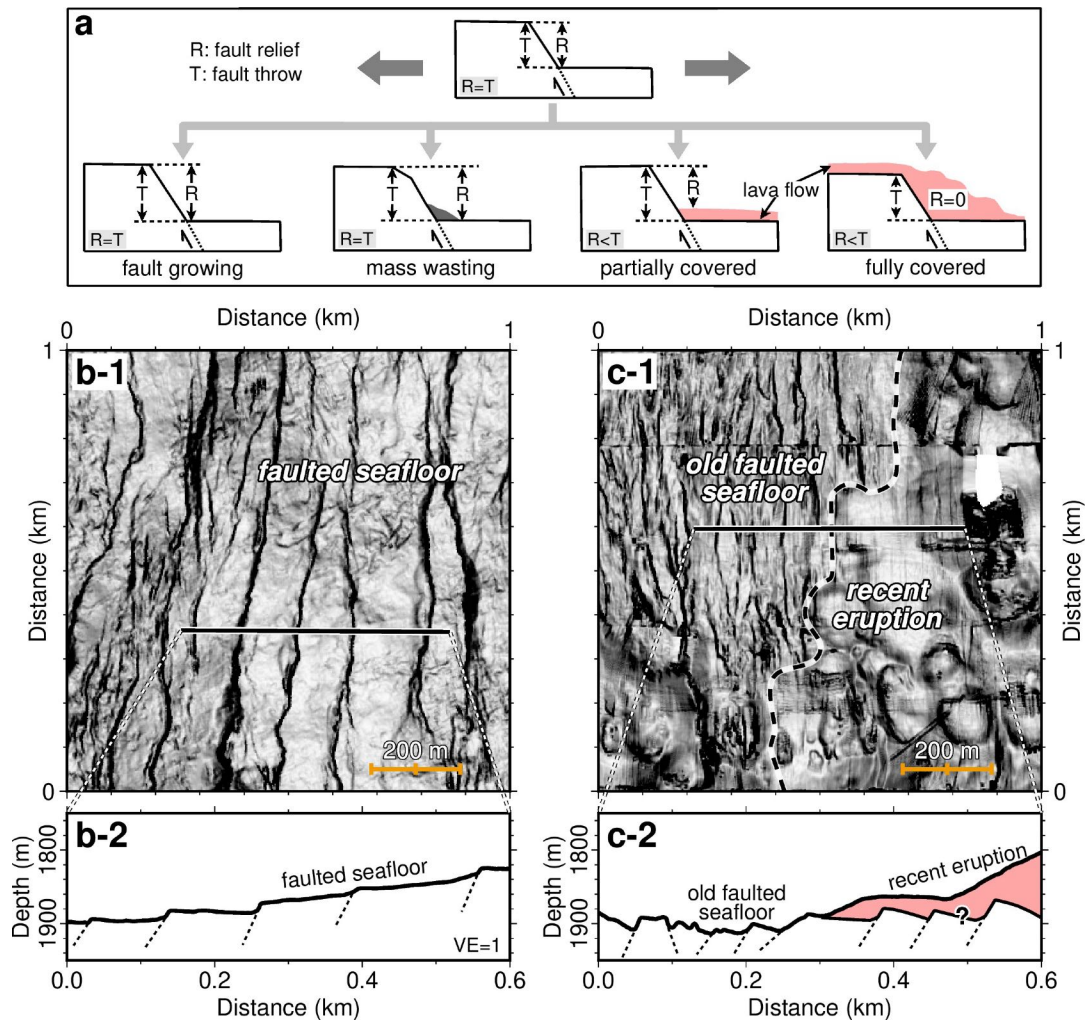 a
R: fault relief
T: fault throw
T
R
R=T
T
R
R=T
fault growing
T
R
R=T
mass wasting
T
R
R<T
partially covered
lava flow
T
R=0
R<T
fully covered
0
Distance (km)
1
0
Distance (km)
1
b-1
faulted seafloor
Distance (km)
1
0
200 m
c-1
old faulted
seafloor
recent
eruption
200 m
1
Distance (km)
0
b-2
Depth (m)
1800
1900
faulted seafloor
VE=1
0.0
0.2
0.4
0.6
Distance (km)
c-2
Depth (m)
1800
1900
old faulted
seafloor
recent eruption
?
0.0
0.2
0.4
0.6
Distance (km)